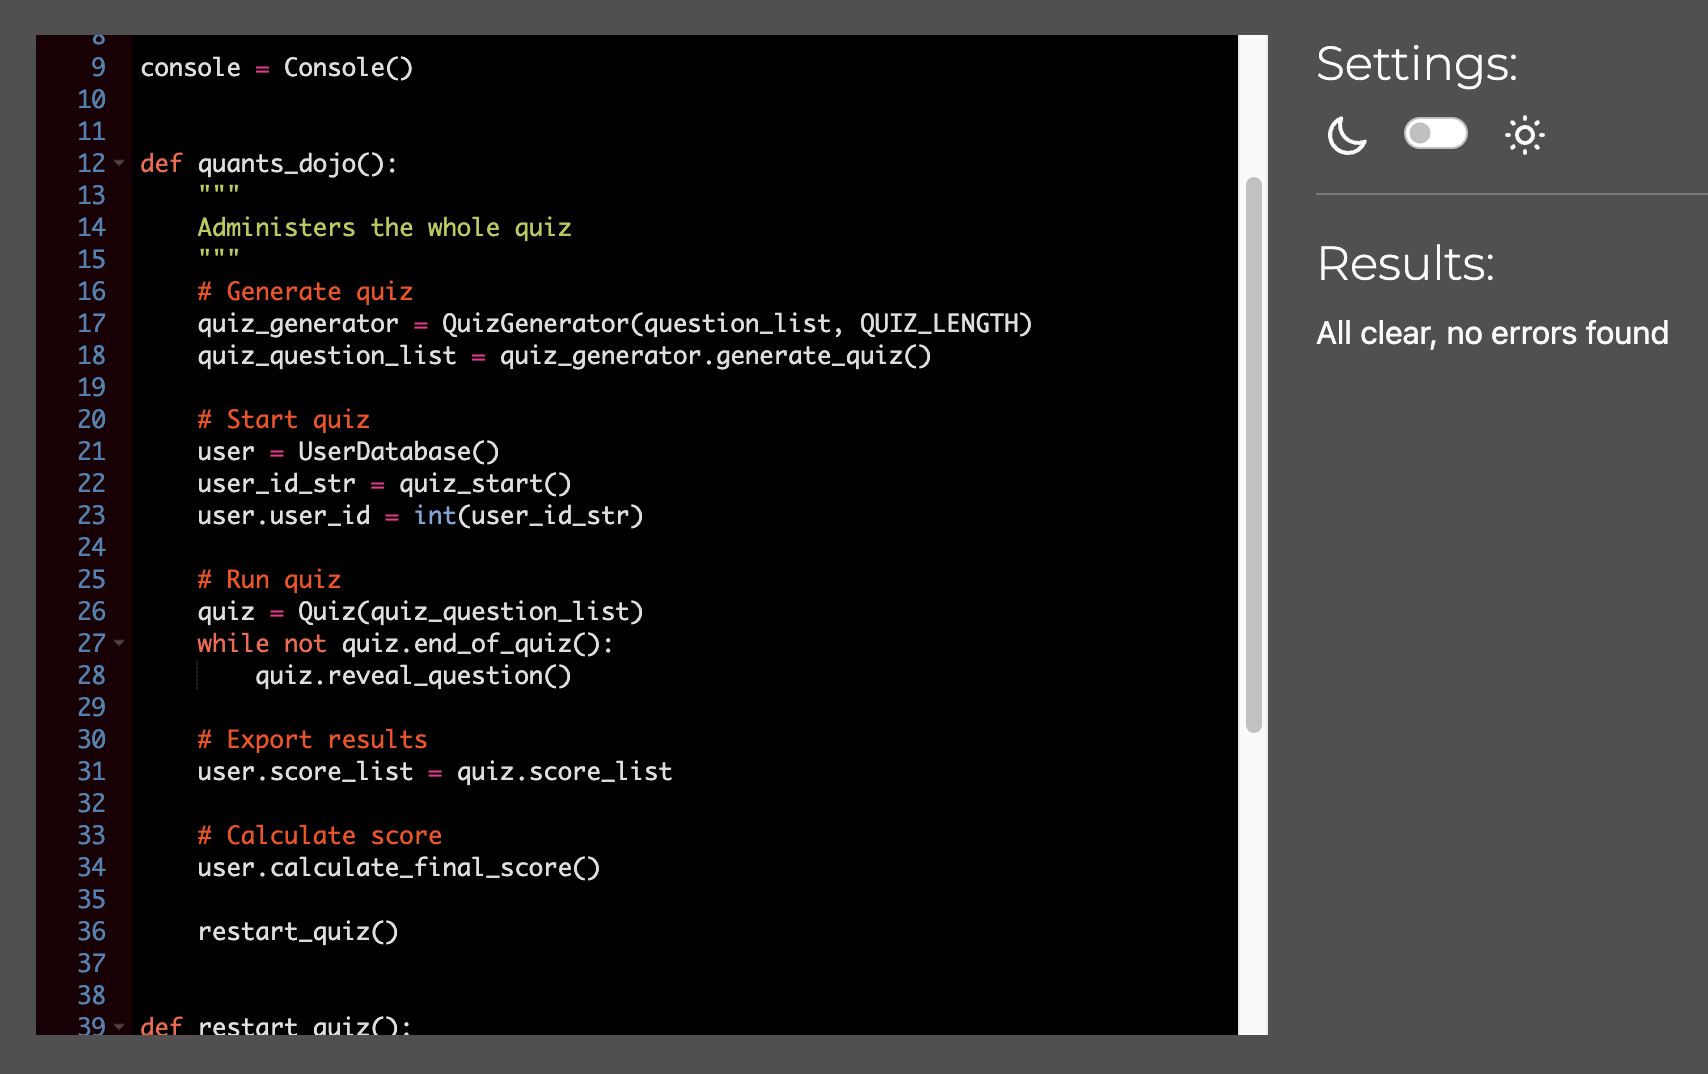 8
9 console = Console()
10
11
12 def quants_dojo():
13     """
14     Administers the whole quiz
15     """
16     # Generate quiz
17     quiz_generator = QuizGenerator(question_list, QUIZ_LENGTH)
18     quiz_question_list = quiz_generator.generate_quiz()
19
20     # Start quiz
21     user = UserDatabase()
22     user_id_str = quiz_start()
23     user.user_id = int(user_id_str)
24
25     # Run quiz
26     quiz = Quiz(quiz_question_list)
27     while not quiz.end_of_quiz():
28         quiz.reveal_question()
29
30     # Export results
31     user.score_list = quiz.score_list
32
33     # Calculate score
34     user.calculate_final_score()
35
36     restart_quiz()
37
38
39 def restart_quiz():
Settings:
Results:
All clear, no errors found